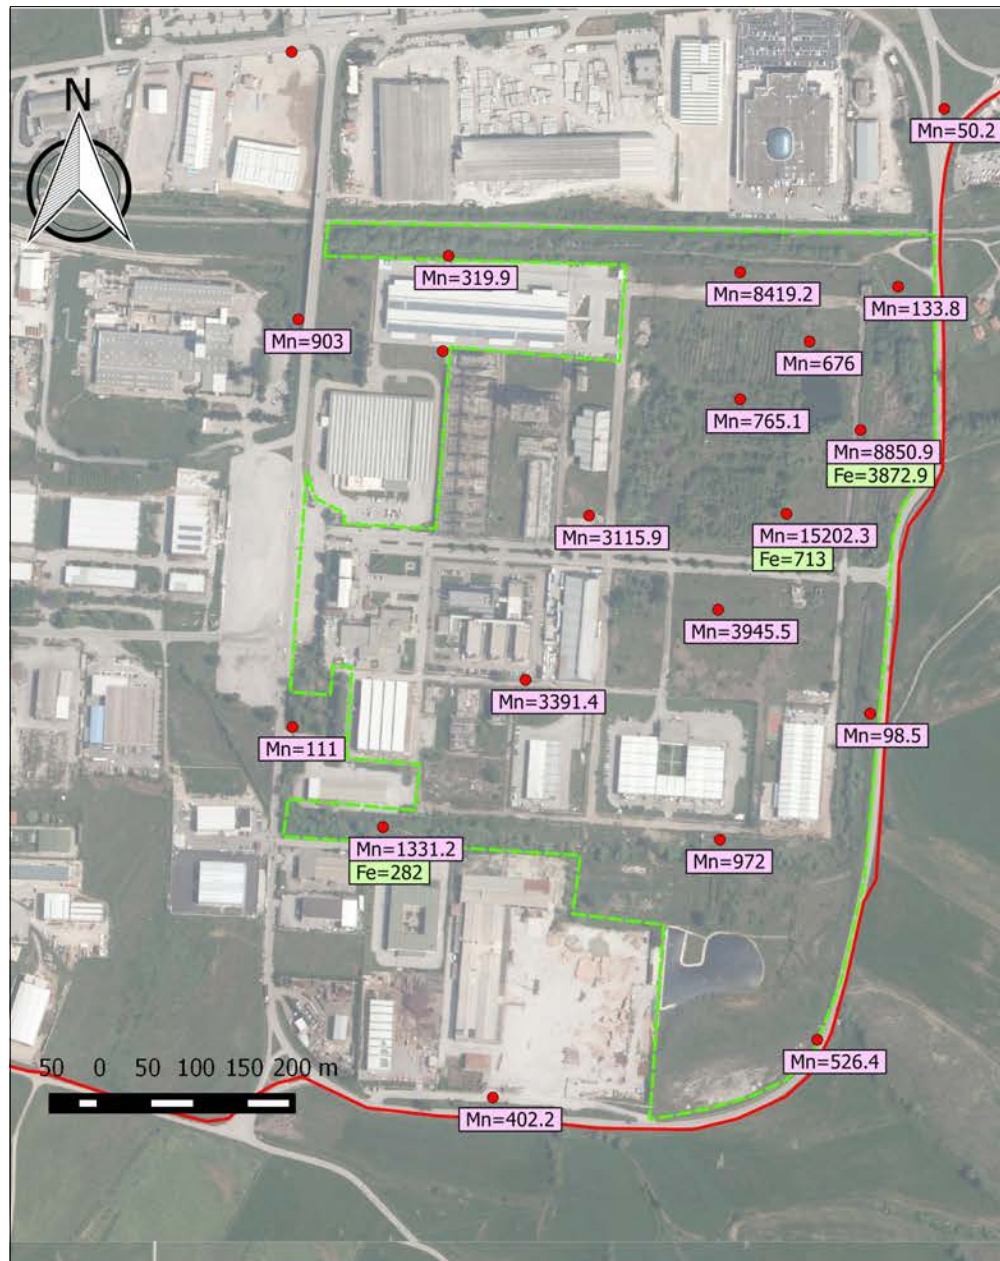 N
Mn=50.2
Mn=319.9
Mn=8419.2
Mn=133.8
Mn=903
Mn=676
Mn=765.1
Mn=8850.9
Fe=3872.9
Mn=3115.9
Mn=15202.3
Fe=713
Mn=3945.5
Mn=3391.4
Mn=98.5
Mn=111
Mn=1331.2
Fe=282
Mn=972
Mn=526.4
50 0 50 100 150 200 m
Mn=402.2